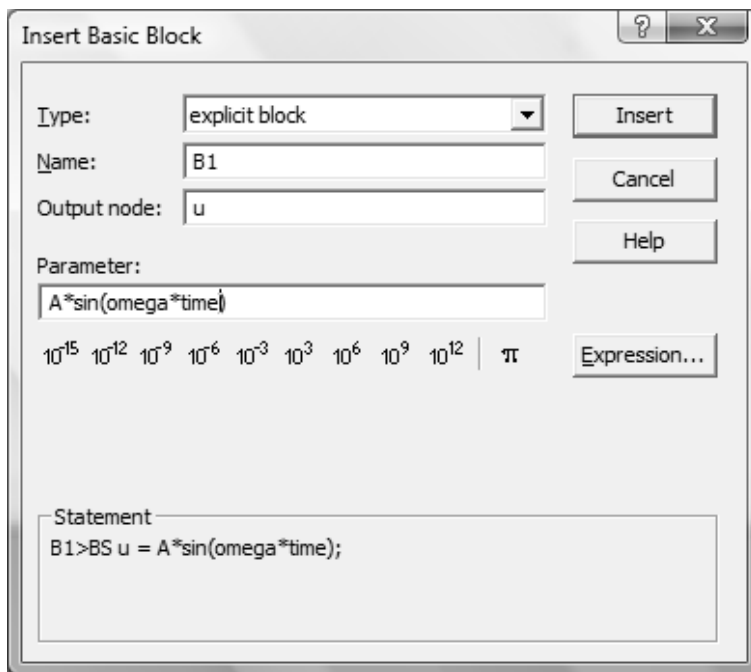 Insert Basic Block
?
X
Type: explicit block
Insert
Name: B1
Cancel
Output node: u
Help
Parameter:
A*sin(omega*time)
10^-15 10^-12 10^-9 10^-6 10^-3 10^3 10^6 10^9 10^12 π
Expression...
Statement
B1>BS u = A*sin(omega*time);